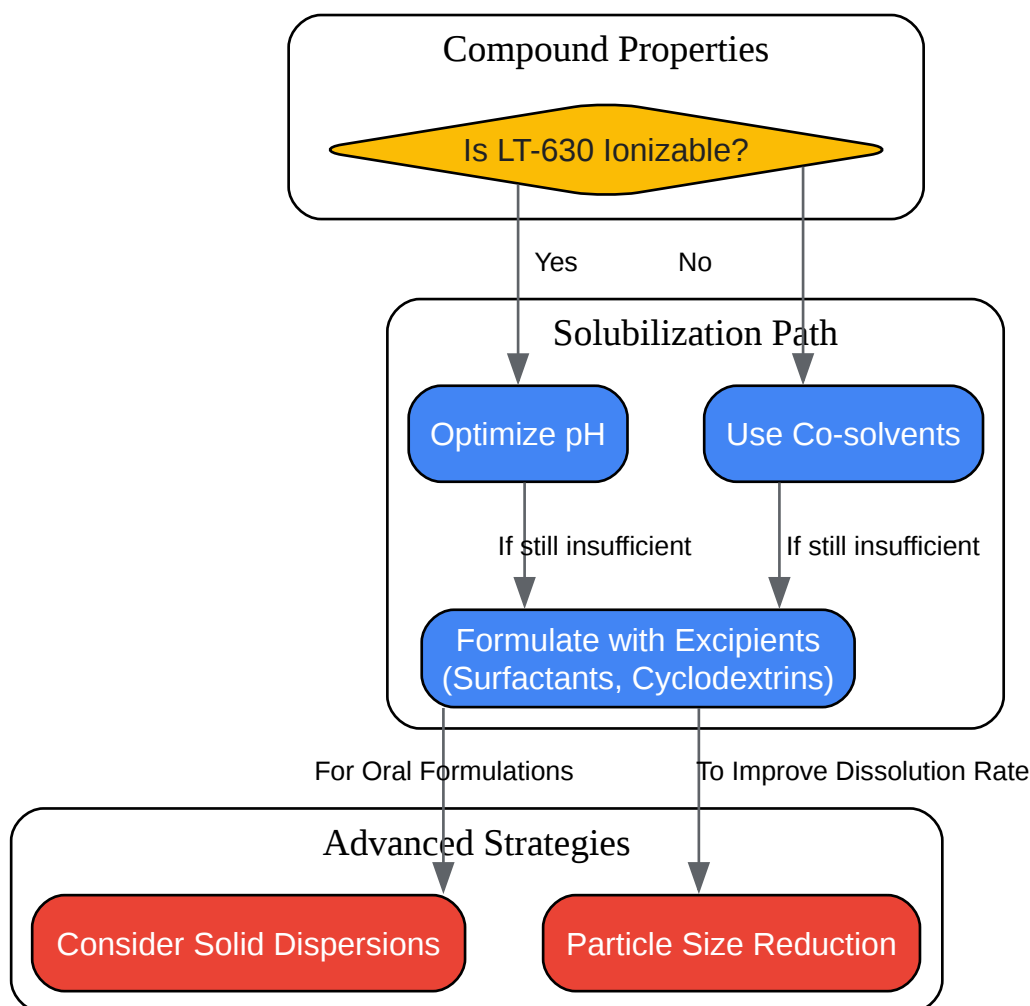 Compound Properties
Is LT-630 Ionizable?
Yes
No
Solubilization Path
Optimize pH
Use Co-solvents
If still insufficient
If still insufficient
Formulate with Excipients
(Surfactants, Cyclodextrins)
For Oral Formulations
To Improve Dissolution Rate
Advanced Strategies
Consider Solid Dispersions
Particle Size Reduction